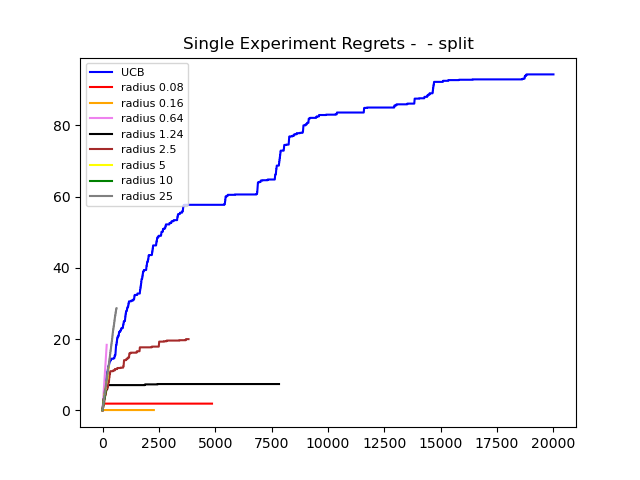 Single Experiment Regrets -  - split
UCB
radius 0.08
radius 0.16
radius 0.64
radius 1.24
radius 2.5
radius 5
radius 10
radius 25
80
60
40
20
0
0 2500 5000 7500 10000 12500 15000 17500 20000